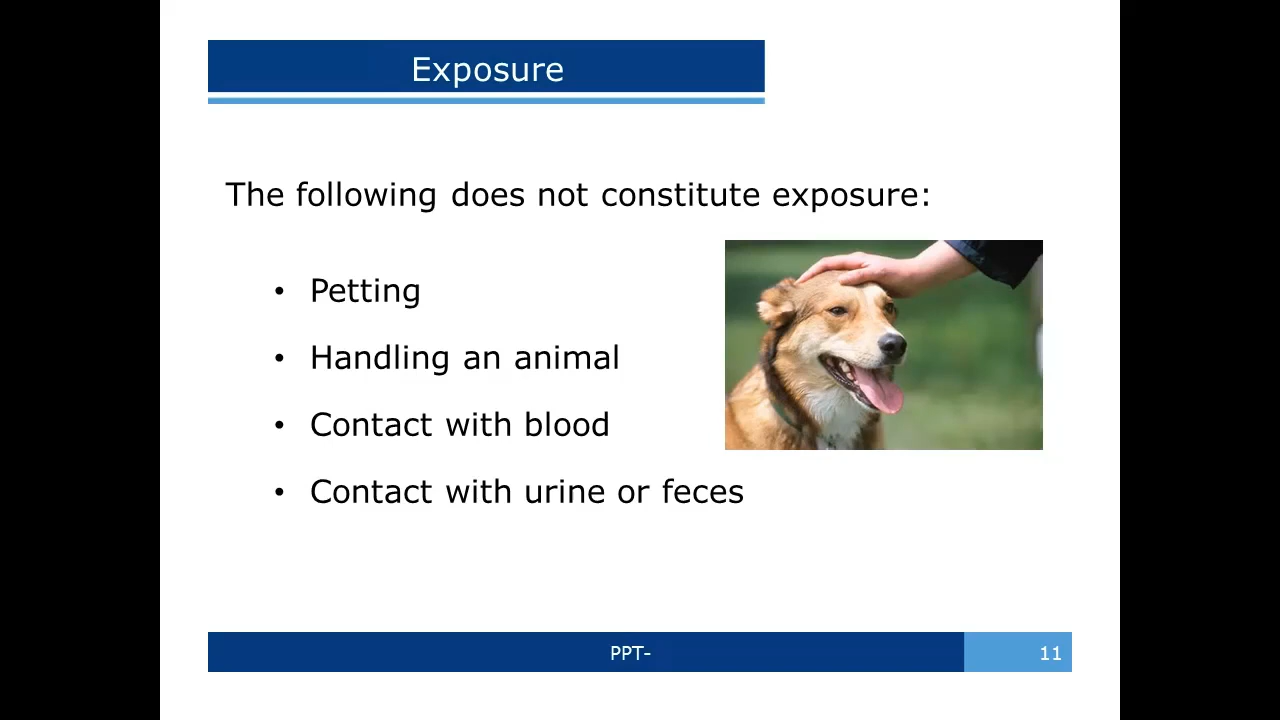 Exposure
The following does not constitute exposure:
• Petting
• Handling an animal
• Contact with blood
• Contact with urine or feces
PPT-
11